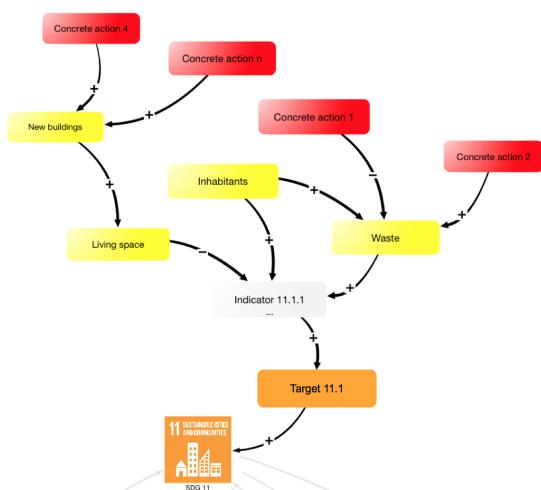 Concrete action 4
Concrete action n
+
+
New buildings
Concrete action 1
Concrete action 2
+
Inhabitants
+
−
+
Living space
−
+
Waste
+
Indicator 11.1.1
...
+
Target 11.1
+
11 SUSTAINABLE CITIES
AND COMMUNITIES
SDG 11